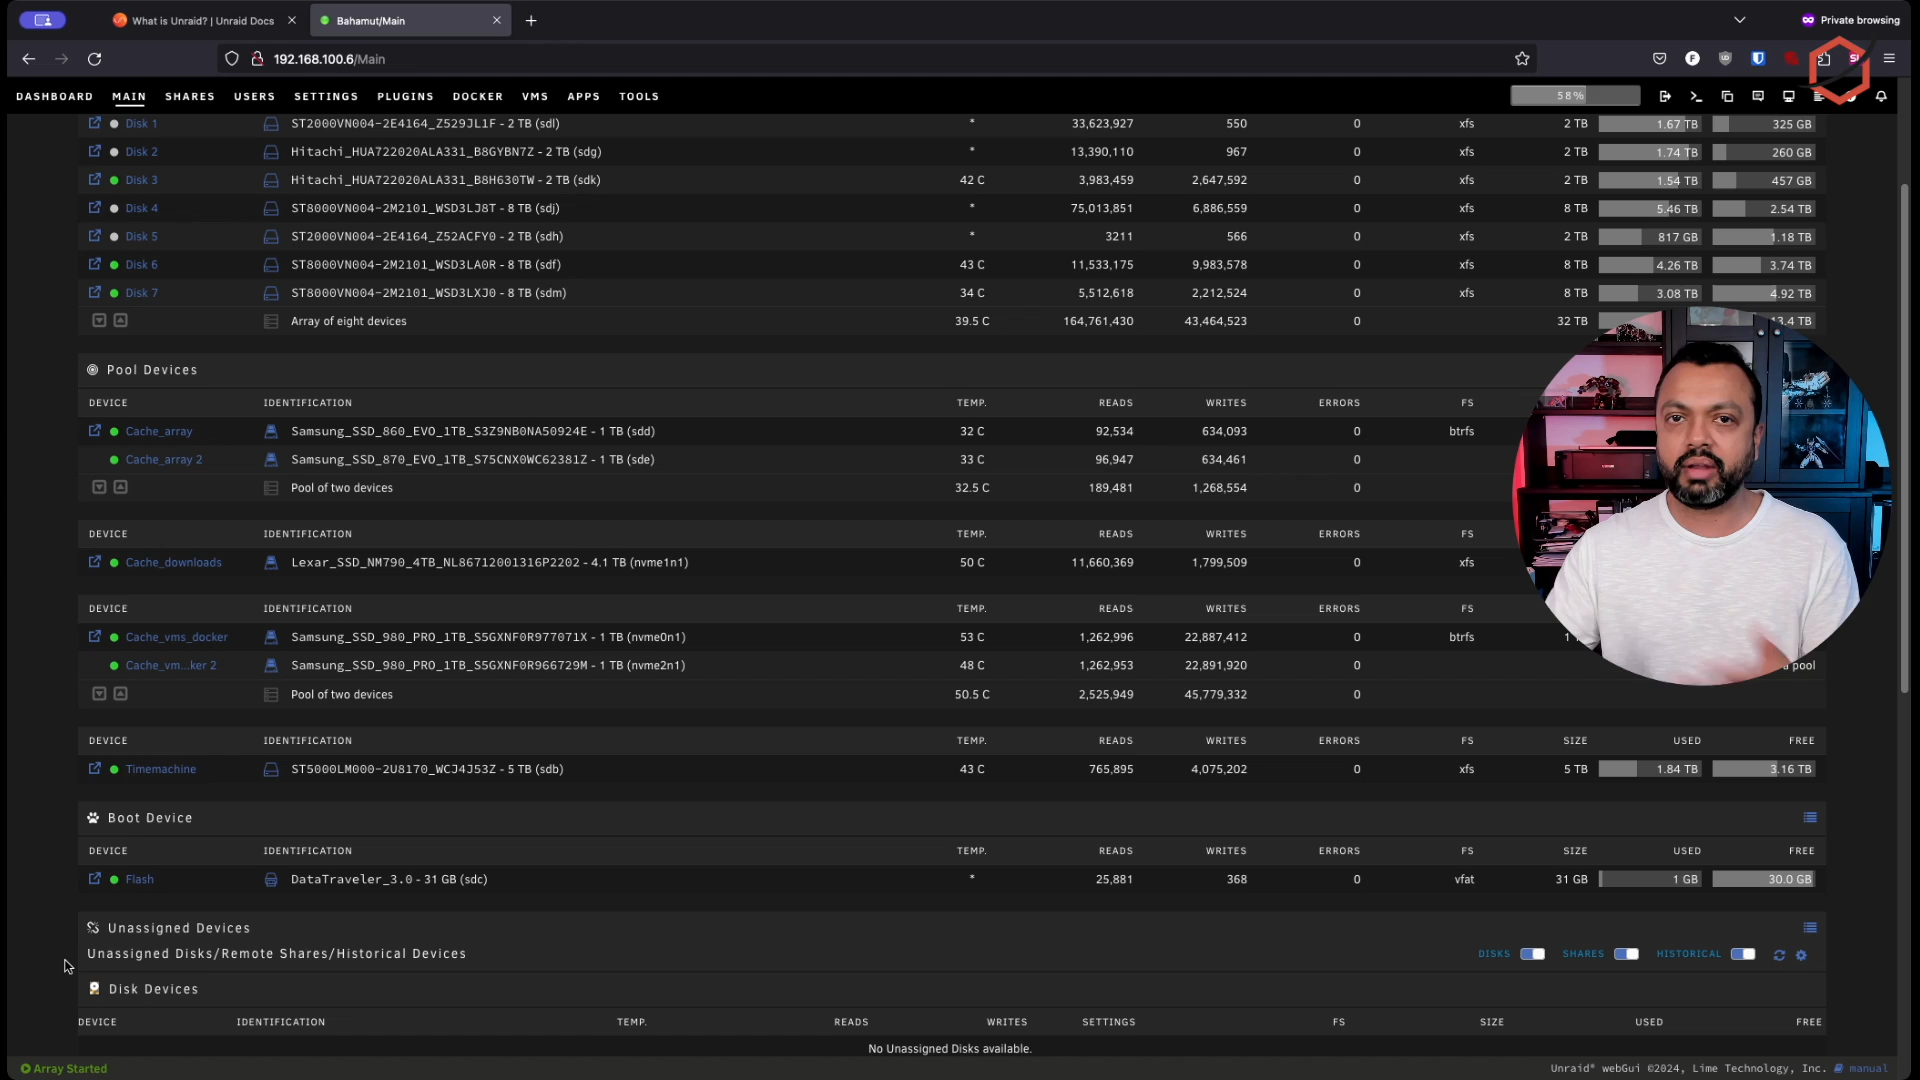 What is Unraid? | Unraid Docs
Bahamut/Main
Private browsing
192.168.100.6/Main
DASHBOARD MAIN SHARES USERS SETTINGS PLUGINS DOCKER VMS APPS TOOLS 58%
Disk 1 ST2000VN004-2E4164_Z529JL1F - 2 TB (sdl) * 33,623,927 550 0 xfs 2 TB 1.67 TB 325 GB
Disk 2 Hitachi_HUA722020ALA331_B8GYBN7Z - 2 TB (sdg) * 13,390,110 967 0 xfs 2 TB 1.74 TB 260 GB
Disk 3 Hitachi_HUA722020ALA331_B8H630TW - 2 TB (sdk) 42 C 3,983,459 2,647,592 0 xfs 2 TB 1.54 TB 457 GB
Disk 4 ST8000VN004-2M2101_WSD3LJ8T - 8 TB (sdj) * 75,013,851 6,886,559 0 xfs 8 TB 5.46 TB 2.54 TB
Disk 5 ST2000VN004-2E4164_Z52ACFY0 - 2 TB (sdh) * 3211 566 0 xfs 2 TB 817 GB 1.18 TB
Disk 6 ST8000VN004-2M2101_WSD3LA0R - 8 TB (sdf) 43 C 11,533,175 9,983,578 0 xfs 8 TB 4.26 TB 3.74 TB
Disk 7 ST8000VN004-2M2101_WSD3LXJ0 - 8 TB (sdm) 34 C 5,512,618 2,212,524 0 xfs 8 TB 3.08 TB 4.92 TB
Array of eight devices 39.5 C 164,761,430 43,464,523 0 32 TB 13.4 TB
Pool Devices
DEVICE IDENTIFICATION TEMP. READS WRITES ERRORS FS
Cache_array Samsung_SSD_860_EVO_1TB_S3Z9NB0NA50924E - 1 TB (sdd) 32 C 92,534 634,093 0 btrfs
Cache_array 2 Samsung_SSD_870_EVO_1TB_S75CNX0WC62381Z - 1 TB (sde) 33 C 96,947 634,461 0
Pool of two devices 32.5 C 189,481 1,268,554 0
DEVICE IDENTIFICATION TEMP. READS WRITES ERRORS FS
Cache_downloads Lexar_SSD_NM790_4TB_NL86712001316P2202 - 4.1 TB (nvme1n1) 50 C 11,660,369 1,799,509 0 xfs
DEVICE IDENTIFICATION TEMP. READS WRITES ERRORS FS
Cache_vms_docker Samsung_SSD_980_PRO_1TB_S5GXNF0R977071X - 1 TB (nvme0n1) 53 C 1,262,996 22,887,412 0 btrfs 1
Cache_vm...ker 2 Samsung_SSD_980_PRO_1TB_S5GXNF0R966729M - 1 TB (nvme2n1) 48 C 1,262,953 22,891,920 0 a pool
Pool of two devices 50.5 C 2,525,949 45,779,332 0
DEVICE IDENTIFICATION TEMP. READS WRITES ERRORS FS SIZE USED FREE
Timemachine ST5000LM000-2U8170_WCJ4J53Z - 5 TB (sdb) 43 C 765,895 4,075,202 0 xfs 5 TB 1.84 TB 3.16 TB
Boot Device
DEVICE IDENTIFICATION TEMP. READS WRITES ERRORS FS SIZE USED FREE
Flash DataTraveler_3.0 - 31 GB (sdc) * 25,881 368 0 vfat 31 GB 1 GB 30.0 GB
Unassigned Devices
Unassigned Disks/Remote Shares/Historical Devices DISKS SHARES HISTORICAL
Disk Devices
DEVICE IDENTIFICATION TEMP. READS WRITES SETTINGS FS SIZE USED FREE
No Unassigned Disks available.
Array Started
Unraid® webGui ©2024, Lime Technology, Inc. manual